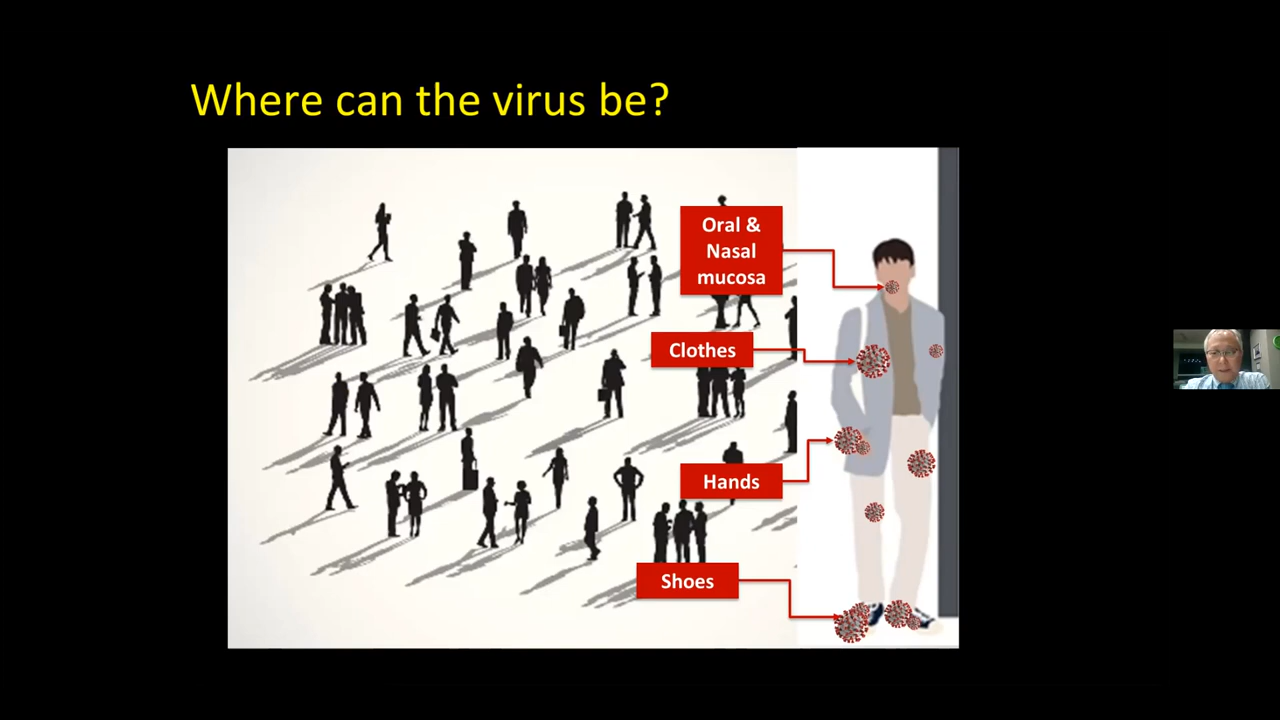 Where can the virus be?
Oral &
Nasal
mucosa
Clothes
Hands
Shoes